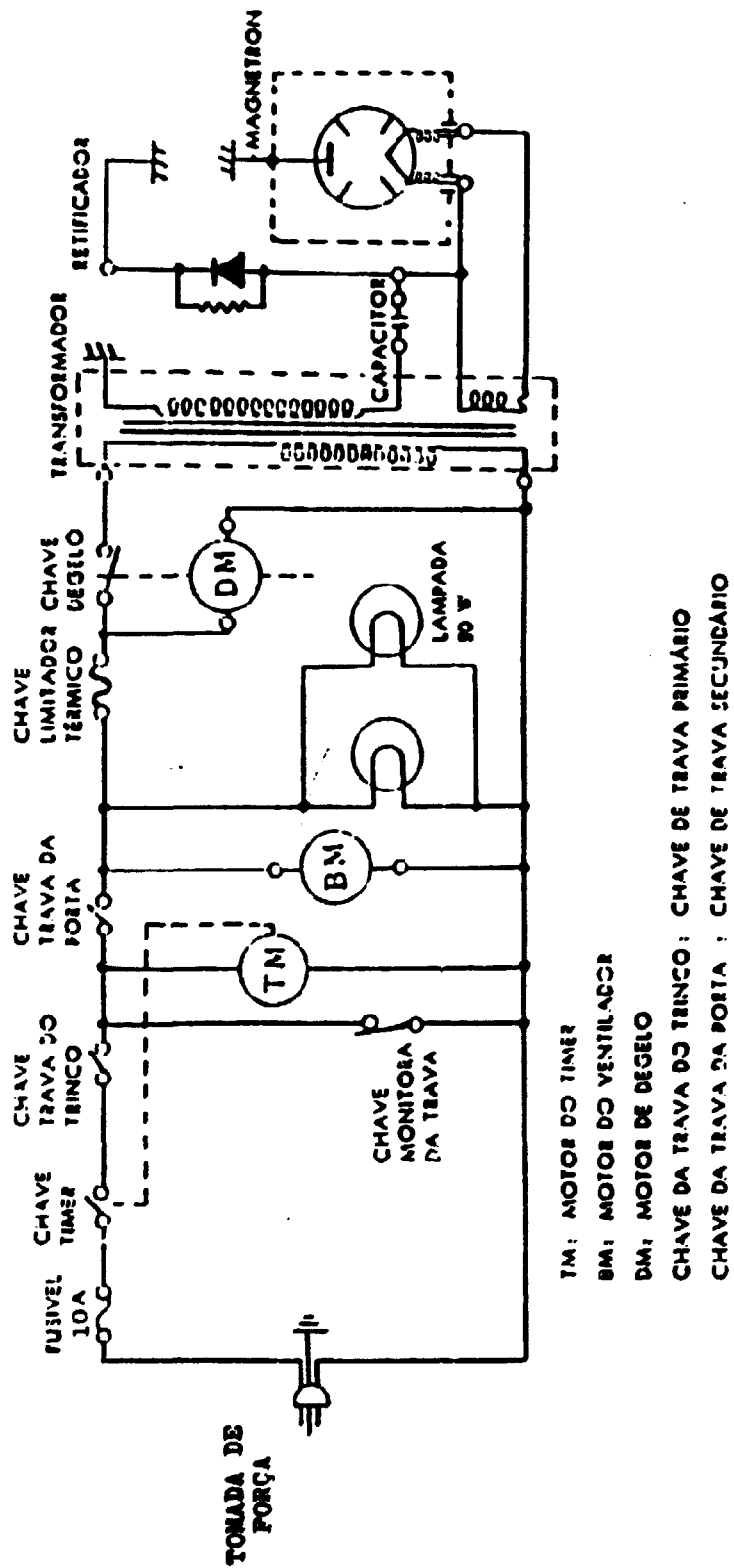 TOMADA DE
FORÇA
FUSIVEL
10A
CHAVE
TIMER
CHAVE
TRAVA DO
TRINCO
CHAVE
TRAVA DA
PORTA
CHAVE
LIMITADOR
TÉRMICO
CHAVE
DEGELO
TRANSFORMADOR
RETIFICADOR
MAGNETRON
CAPACITOR
CHAVE
MONITORA
DA TRAVA
TM
BM
DM
LAMPADA
W
TM: MOTOR DO TIMER
BM: MOTOR DO VENTILADOR
DM: MOTOR DE DEGELO
CHAVE DA TRAVA DO TRINCO: CHAVE DE TRAVA PRIMÁRIO
CHAVE DA TRAVA DA PORTA : CHAVE DE TRAVA SECUNDÁRIO